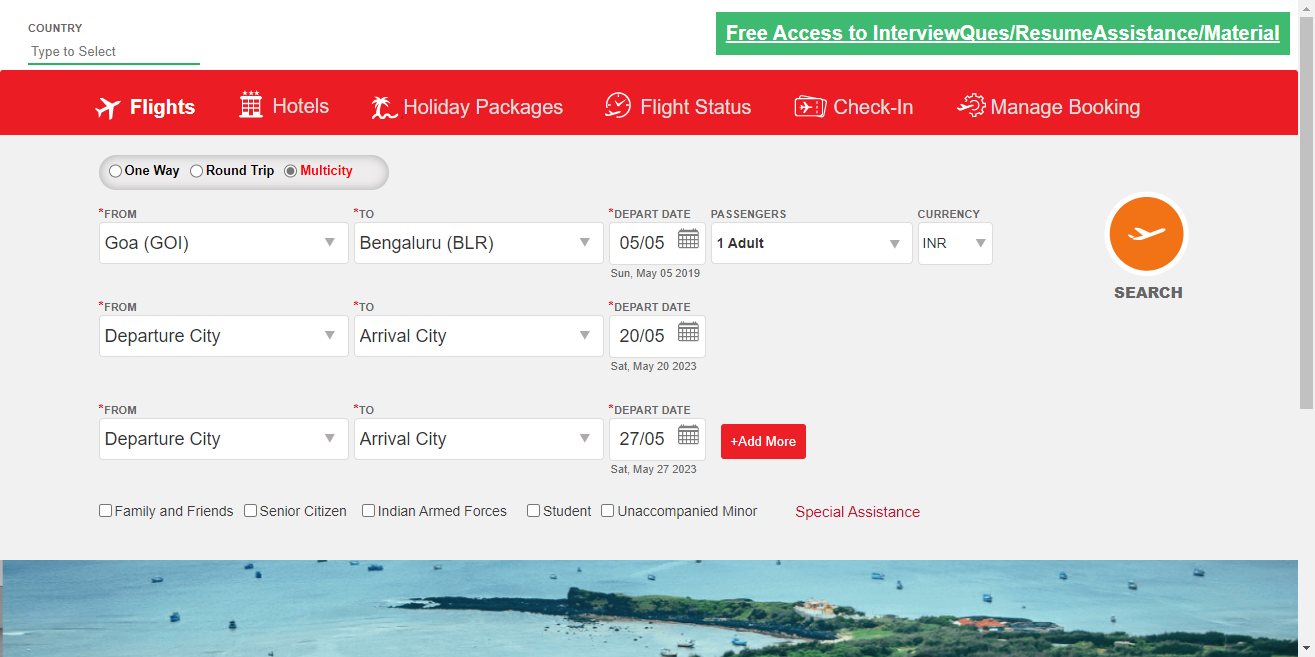 COUNTRY
Type to Select
Free Access to InterviewQues/ResumeAssistance/Material
Flights Hotels Holiday Packages Flight Status Check-In Manage Booking
One Way Round Trip Multicity
*FROM *TO *DEPART DATE PASSENGERS CURRENCY
Goa (GOI) Bengaluru (BLR) 05/05 1 Adult INR
Sun, May 05 2019
SEARCH
*FROM *TO *DEPART DATE
Departure City Arrival City 20/05
Sat, May 20 2023
*FROM *TO *DEPART DATE
Departure City Arrival City 27/05 +Add More
Sat, May 27 2023
Family and Friends Senior Citizen Indian Armed Forces Student Unaccompanied Minor Special Assistance